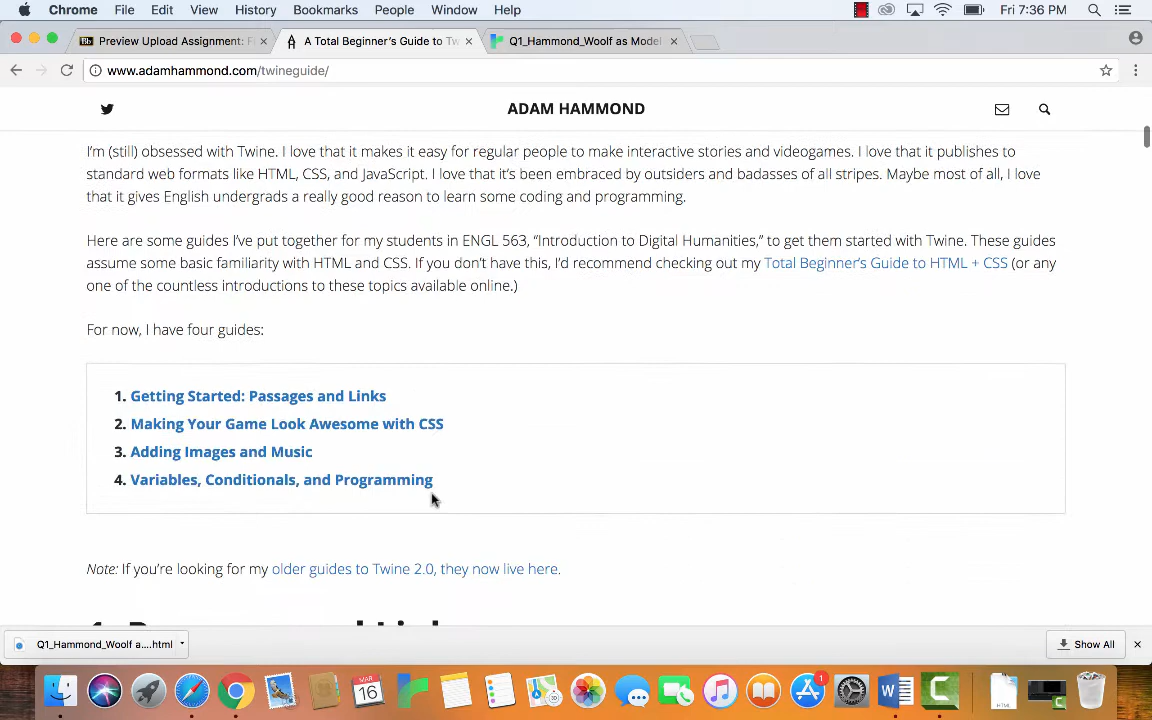 Chrome File Edit View History Bookmarks People Window Help Fri 7:36 PM
Bb Preview Upload Assignment: F
A Total Beginner's Guide to Tw
Q1_Hammond_Woolf as Model
www.adamhammond.com/twineguide/
ADAM HAMMOND
I'm (still) obsessed with Twine. I love that it makes it easy for regular people to make interactive stories and videogames. I love that it publishes to
standard web formats like HTML, CSS, and JavaScript. I love that it's been embraced by outsiders and badasses of all stripes. Maybe most of all, I love
that it gives English undergrads a really good reason to learn some coding and programming.
Here are some guides I've put together for my students in ENGL 563, “Introduction to Digital Humanities,” to get them started with Twine. These guides
assume some basic familiarity with HTML and CSS. If you don't have this, I'd recommend checking out my Total Beginner's Guide to HTML + CSS (or any
one of the countless introductions to these topics available online.)
For now, I have four guides:
1. Getting Started: Passages and Links
2. Making Your Game Look Awesome with CSS
3. Adding Images and Music
4. Variables, Conditionals, and Programming
Note: If you're looking for my older guides to Twine 2.0, they now live here.
Q1_Hammond_Woolf a....html
Show All
MAR
16
1
HTML